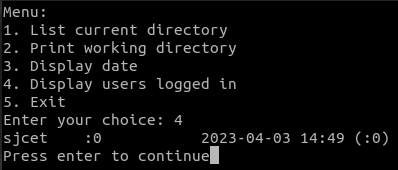 Menu:
1. List current directory
2. Print working directory
3. Display date
4. Display users logged in
5. Exit
Enter your choice: 4
sjcet    :0           2023-04-03 14:49 (:0)
Press enter to continue